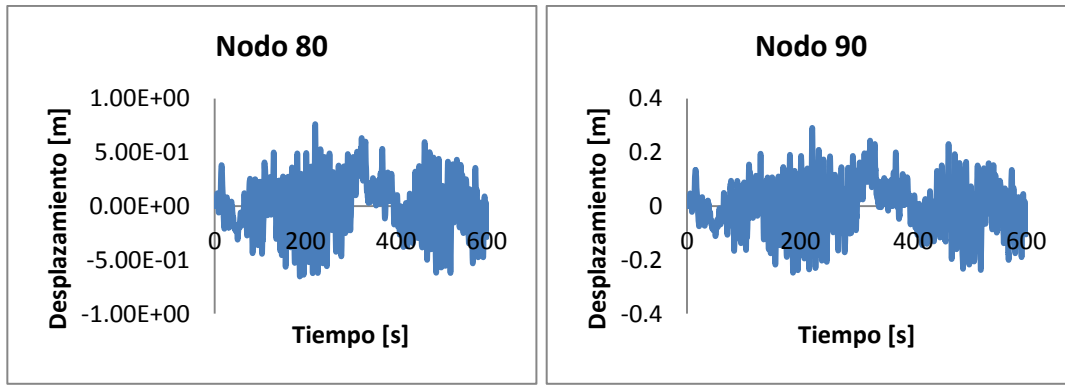 Nodo 80
Desplazamiento [m]
1.00E+00
5.00E-01
0.00E+00
-5.00E-01
-1.00E+00
0 200 400 600
Tiempo [s]
Nodo 90
Desplazamiento [m]
0.4
0.2
0
-0.2
-0.4
0 200 400 600
Tiempo [s]